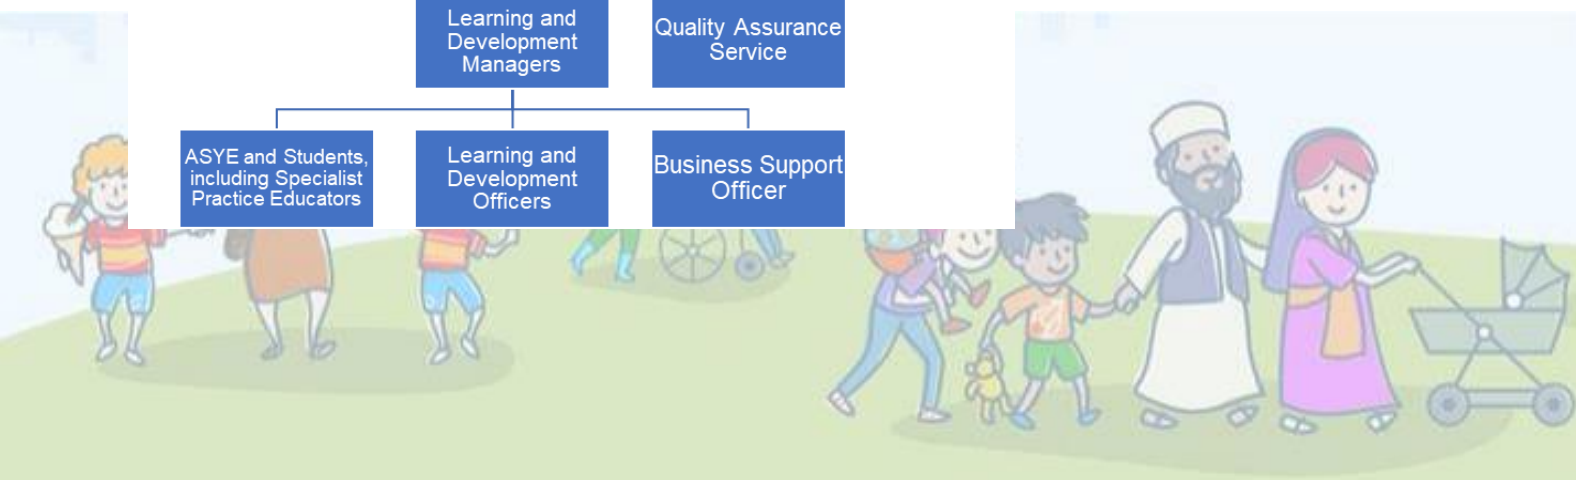 Learning and
Development
Managers
Quality Assurance
Service
ASYE and Students,
including Specialist
Practice Educators
Learning and
Development
Officers
Business Support
Officer